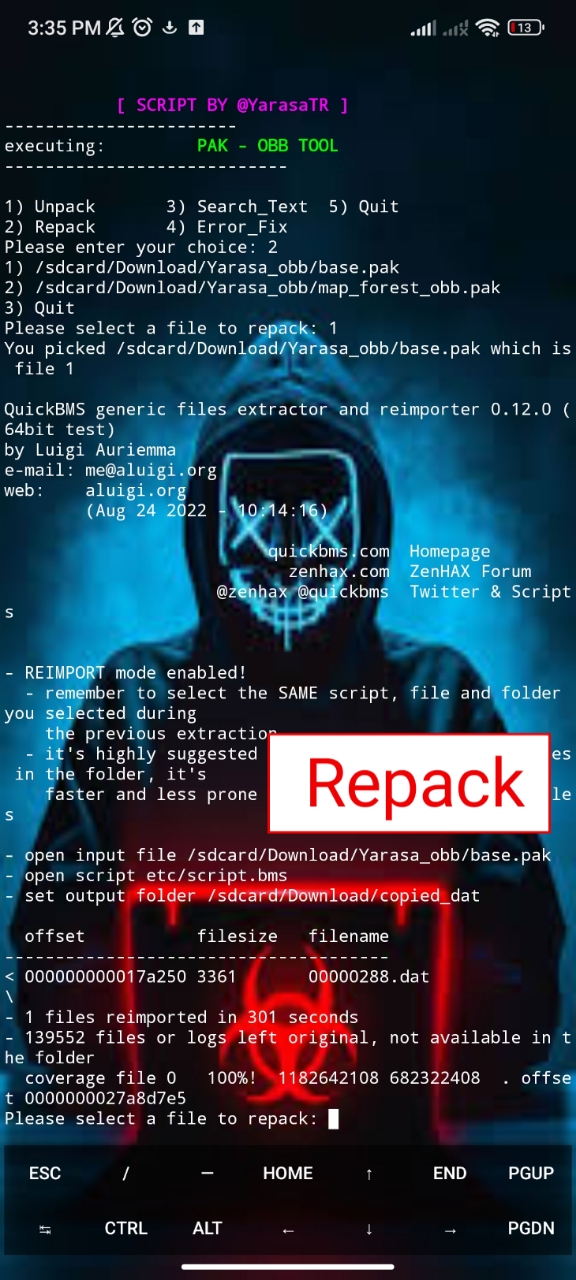 3:35 PM
13
[ SCRIPT BY @YarasaTR ]
-----------------------
executing: PAK - OBB TOOL
----------------------------
1) Unpack 3) Search_Text 5) Quit
2) Repack 4) Error_Fix
Please enter your choice: 2
1) /sdcard/Download/Yarasa_obb/base.pak
2) /sdcard/Download/Yarasa_obb/map_forest_obb.pak
3) Quit
Please select a file to repack: 1
You picked /sdcard/Download/Yarasa_obb/base.pak which is
file 1
QuickBMS generic files extractor and reimporter 0.12.0 (
64bit test)
by Luigi Auriemma
e-mail: me@aluigi.org
web: aluigi.org
(Aug 24 2022 - 10:14:16)
quickbms.com Homepage
zenhax.com ZenHAX Forum
@zenhax @quickbms Twitter & Script
s
- REIMPORT mode enabled!
- remember to select the SAME script, file and folder
you selected during
the previous extraction
- it's highly suggested es
in the folder, it's
faster and less prone le
s
Repack
- open input file /sdcard/Download/Yarasa_obb/base.pak
- open script etc/script.bms
- set output folder /sdcard/Download/copied_dat
offset filesize filename
--------------------------------------
< 000000000017a250 3361 00000288.dat
\
- 1 files reimported in 301 seconds
- 139552 files or logs left original, not available in t
he folder
coverage file 0 100%! 1182642108 682322408 . offse
t 0000000027a8d7e5
Please select a file to repack:
ESC / — HOME ↑ END PGUP
↹ CTRL ALT ← ↓ → PGDN